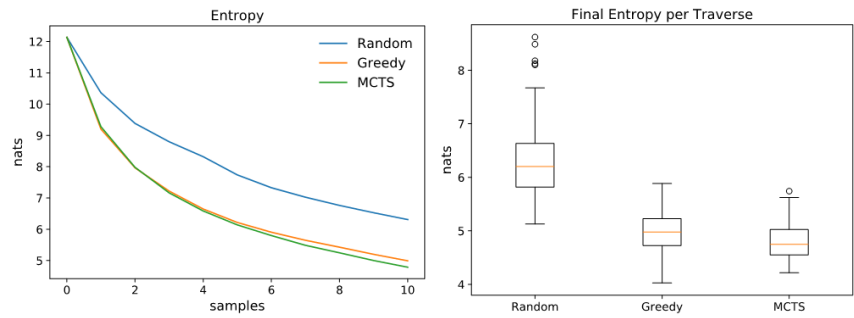 Entropy
12
11
10
9
8
7
6
5
nats
0
2
4
6
8
10
samples
Random
Greedy
MCTS
Final Entropy per Traverse
8
7
6
5
4
nats
Random
Greedy
MCTS